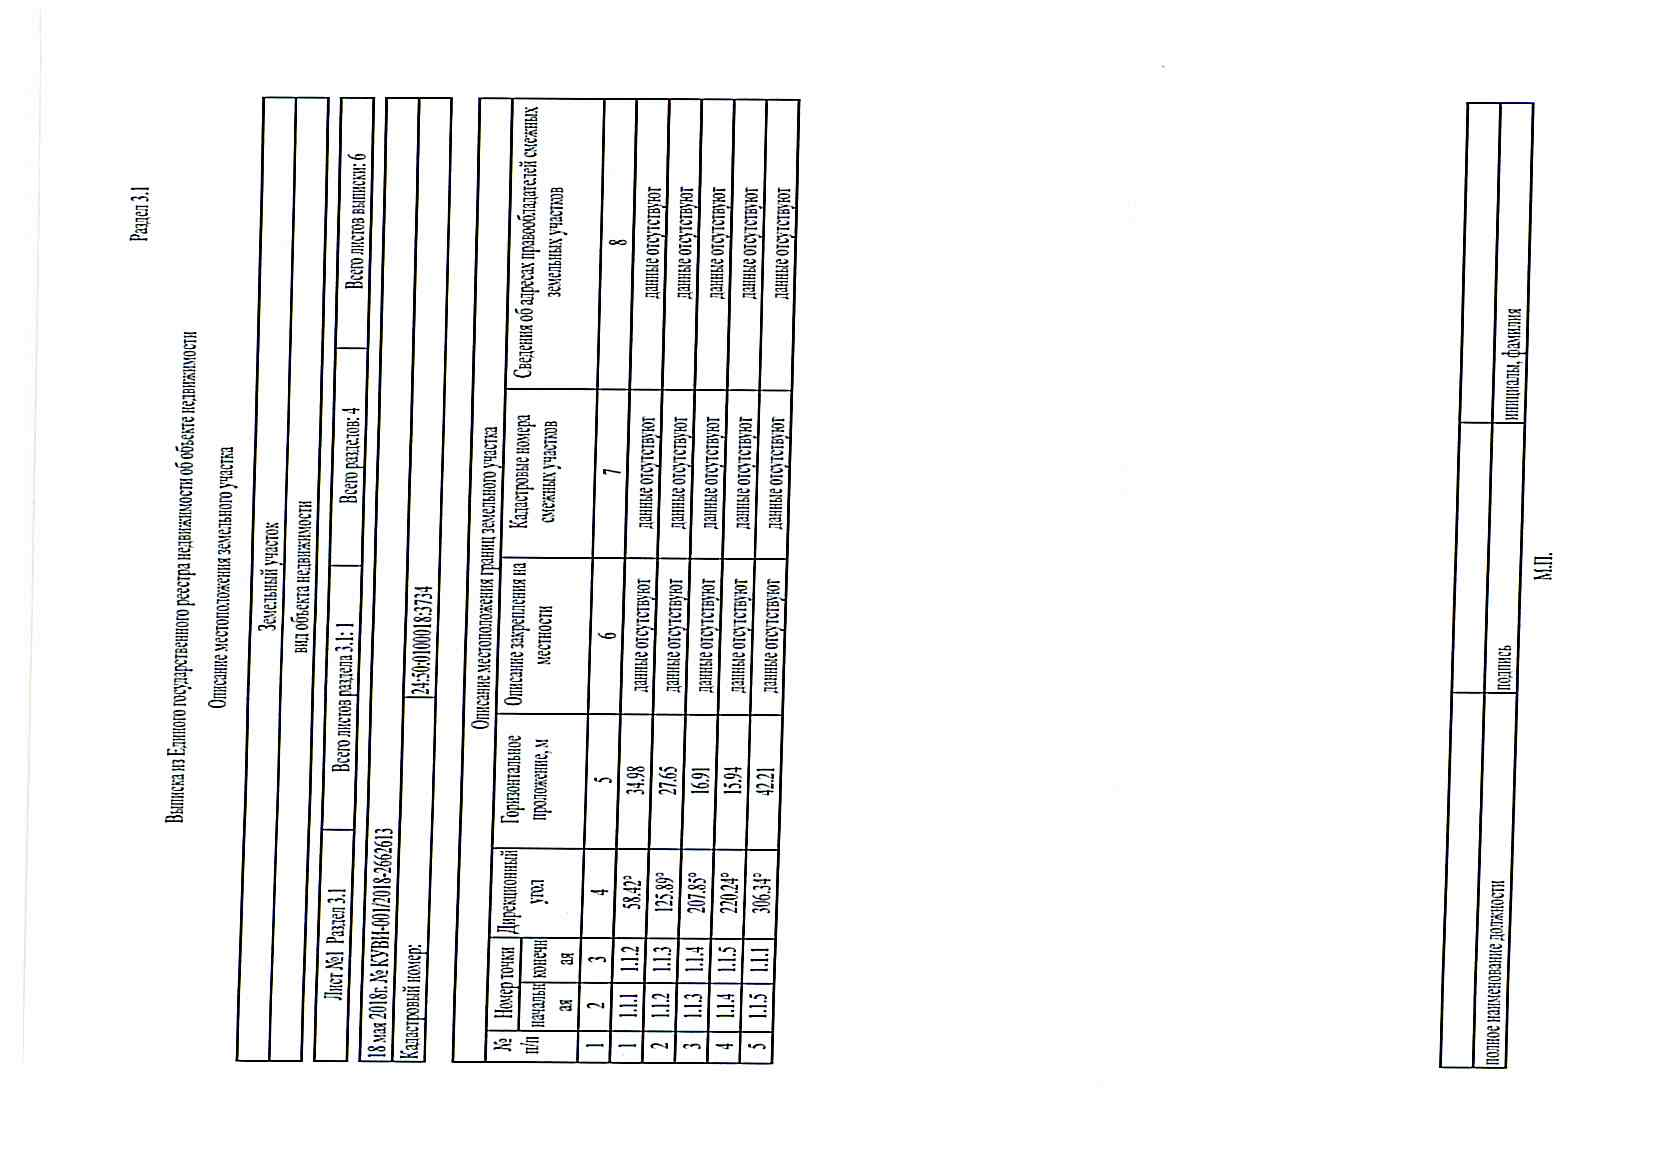 Раздел 3.1
Выписка из Единого государственного реестра недвижимости об объекте недвижимости
Описание местоположения земельного участка
Земельный участок
вид объекта недвижимости
Лист №1 Раздел 3.1 Всего листов раздела 3.1: 1 Всего разделов: 4 Всего листов выписки: 6
18 мая 2018г. № КУВИ-001/2018-2662613
Кадастровый номер: 24:50:0100018:3734
Описание местоположения границ земельного участка
№ п/п Номер точки Дирекционный угол Горизонтальное проложение, м Описание закрепления на местности Кадастровые номера смежных участков Сведения об адресах правообладателей смежных земельных участков
начальная конечная
1 2 3 4 5 6 7 8
1 1.1.1 1.1.2 58.42° 34.98 данные отсутствуют данные отсутствуют данные отсутствуют
2 1.1.2 1.1.3 125.89° 27.65 данные отсутствуют данные отсутствуют данные отсутствуют
3 1.1.3 1.1.4 207.85° 16.91 данные отсутствуют данные отсутствуют данные отсутствуют
4 1.1.4 1.1.5 220.24° 15.94 данные отсутствуют данные отсутствуют данные отсутствуют
5 1.1.5 1.1.1 306.34° 42.21 данные отсутствуют данные отсутствуют данные отсутствуют
полное наименование должности подпись инициалы, фамилия
М.П.